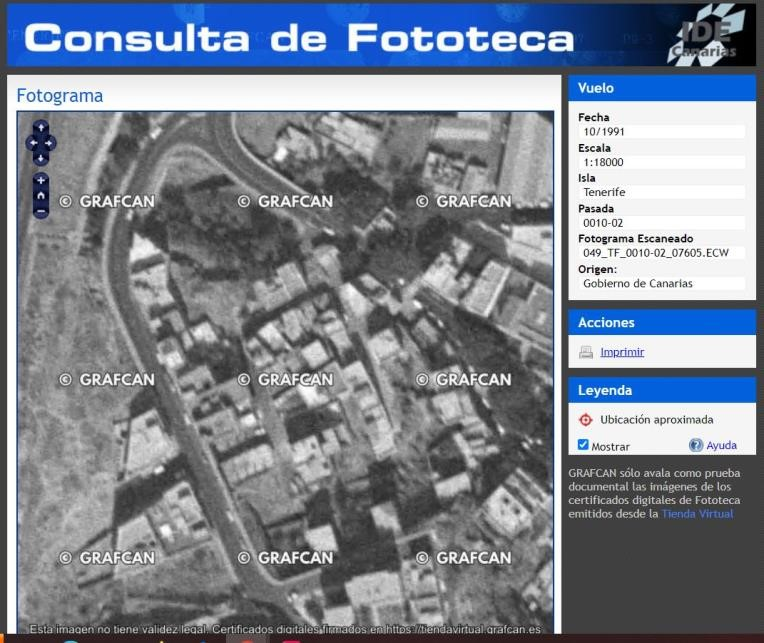 Consulta de Fototeca
IDE
Canarias
Fotograma
© GRAFCAN © GRAFCAN © GRAFCAN
© GRAFCAN © GRAFCAN © GRAFCAN
© GRAFCAN © GRAFCAN © GRAFCAN
Esta imagen no tiene validez legal. Certificados digitales firmados en https://tiendavirtual.grafcan.es
Vuelo
Fecha
10/1991
Escala
1:18000
Isla
Tenerife
Pasada
0010-02
Fotograma Escaneado
049_TF_0010-02_07605.ECW
Origen:
Gobierno de Canarias
Acciones
Imprimir
Leyenda
Ubicación aproximada
Mostrar
Ayuda
GRAFCAN sólo avala como prueba
documental las imágenes de los
certificados digitales de Fototeca
emitidos desde la Tienda Virtual